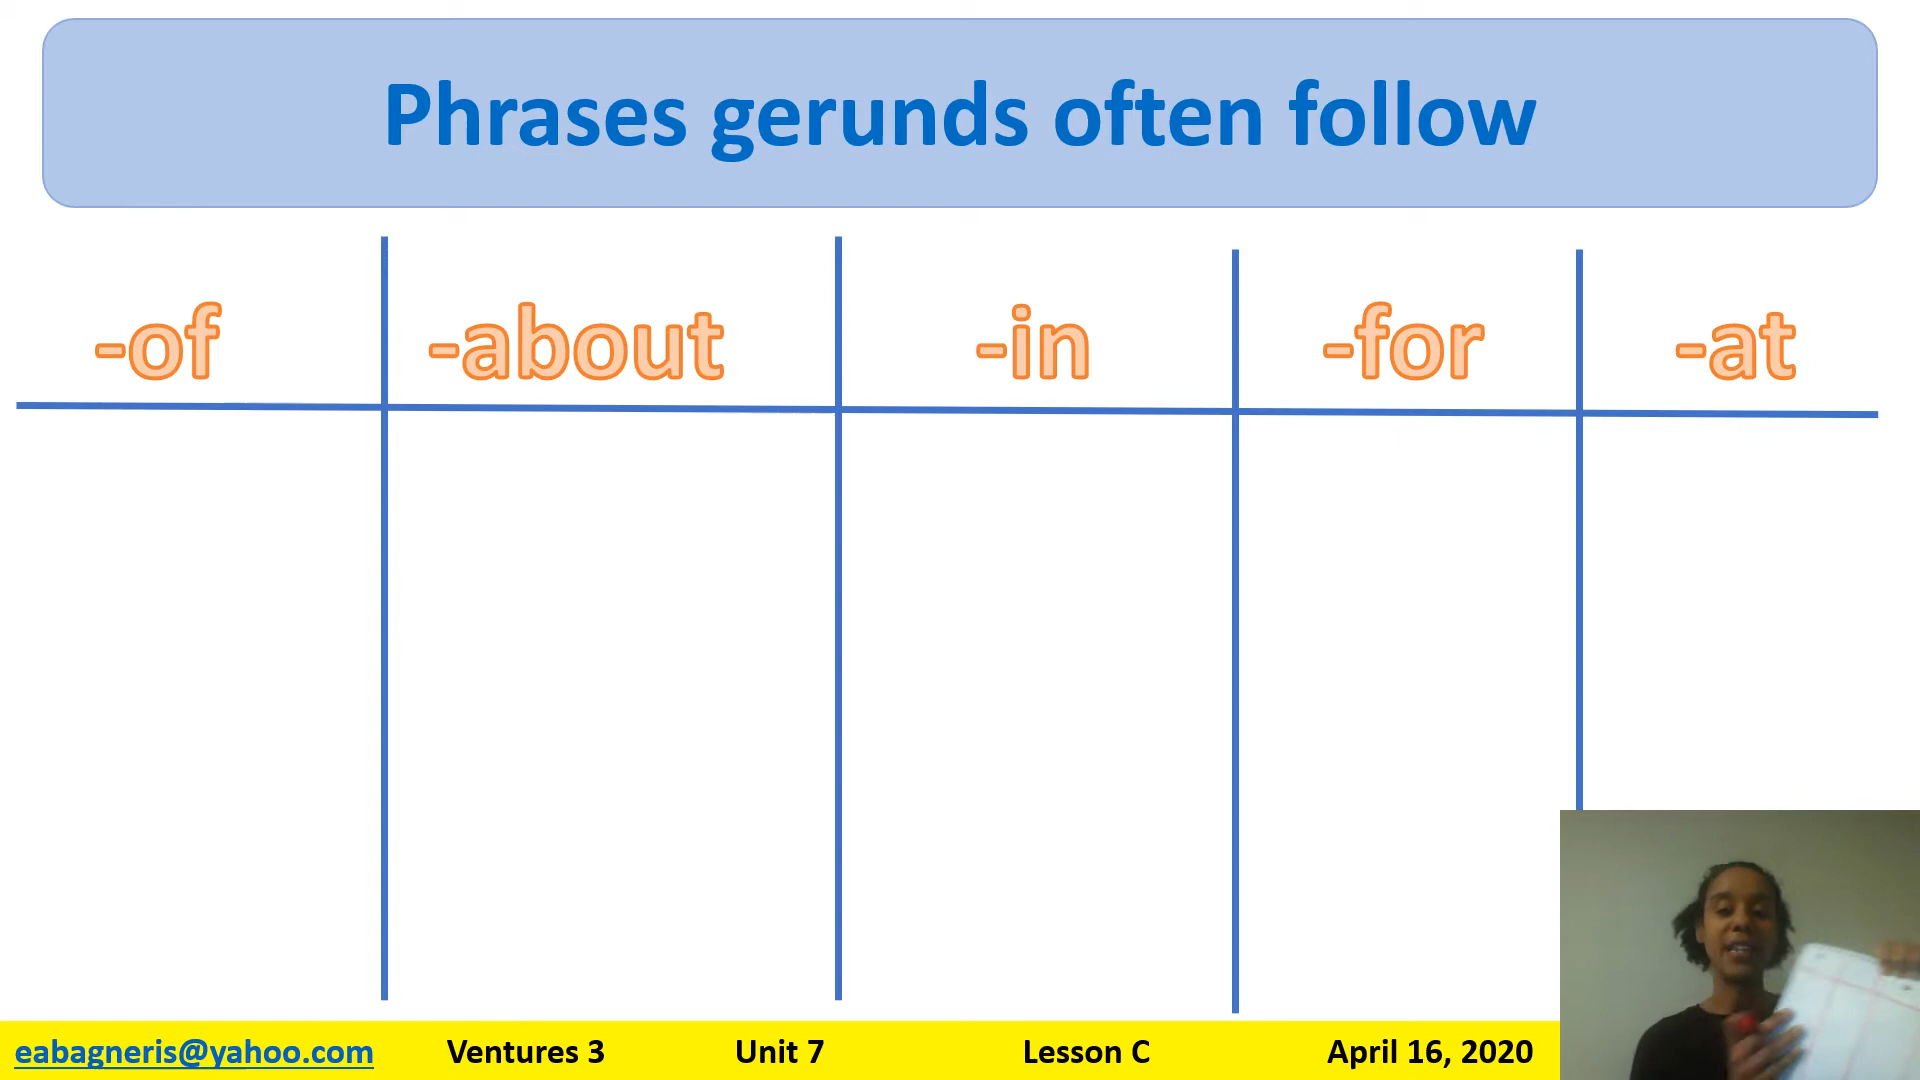 Phrases gerunds often follow
-of -about -in -for -at
eabagneris@yahoo.com Ventures 3 Unit 7 Lesson C April 16, 2020